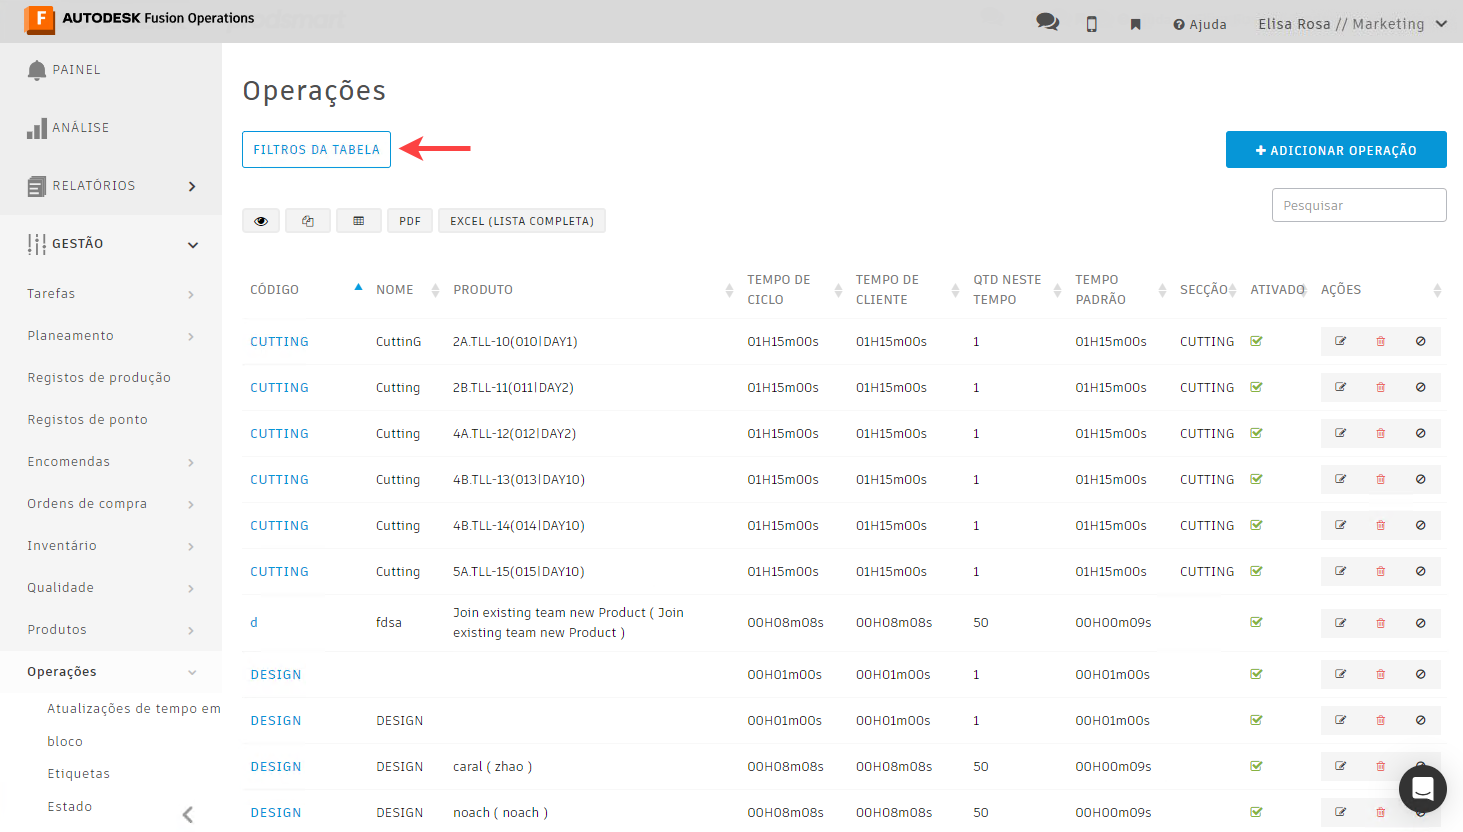 AUTODESK Fusion Operations
Ajuda
Elisa Rosa // Marketing
PAINEL
ANÁLISE
RELATÓRIOS
GESTÃO
Tarefas
Planeamento
Registos de produção
Registos de ponto
Encomendas
Ordens de compra
Inventário
Qualidade
Produtos
Operações
Atualizações de tempo em
bloco
Etiquetas
Estado
Operações
FILTROS DA TABELA
+ ADICIONAR OPERAÇÃO
Pesquisar
PDF
EXCEL (LISTA COMPLETA)
CÓDIGO NOME PRODUTO TEMPO DE CICLO TEMPO DE CLIENTE QTD NESTE TEMPO TEMPO PADRÃO SECÇÃO ATIVADO AÇÕES
CUTTING CuttinG 2A.TLL-10(010|DAY1) 01H15m00s 01H15m00s 1 01H15m00s CUTTING
CUTTING Cutting 2B.TLL-11(011|DAY2) 01H15m00s 01H15m00s 1 01H15m00s CUTTING
CUTTING Cutting 4A.TLL-12(012|DAY2) 01H15m00s 01H15m00s 1 01H15m00s CUTTING
CUTTING Cutting 4B.TLL-13(013|DAY10) 01H15m00s 01H15m00s 1 01H15m00s CUTTING
CUTTING Cutting 4B.TLL-14(014|DAY10) 01H15m00s 01H15m00s 1 01H15m00s CUTTING
CUTTING Cutting 5A.TLL-15(015|DAY10) 01H15m00s 01H15m00s 1 01H15m00s CUTTING
d fdsa Join existing team new Product ( Join existing team new Product ) 00H08m08s 00H08m08s 50 00H00m09s
DESIGN 00H01m00s 00H01m00s 1 00H01m00s
DESIGN DESIGN 00H01m00s 00H01m00s 1 00H01m00s
DESIGN DESIGN caral ( zhao ) 00H08m08s 00H08m08s 50 00H00m09s
DESIGN DESIGN noach ( noach ) 00H08m08s 00H08m08s 50 00H00m09s